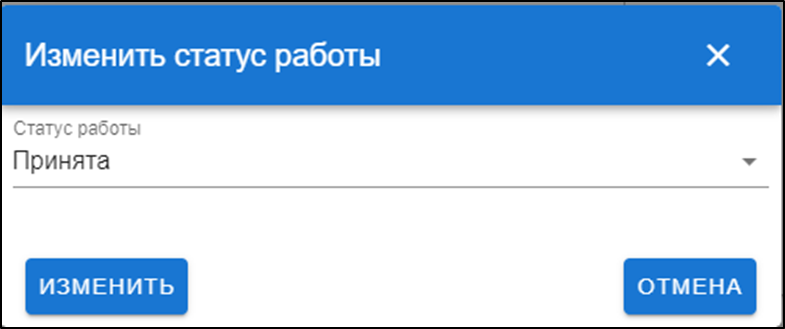 Изменить статус работы
Статус работы
Принята
ИЗМЕНИТЬ
ОТМЕНА